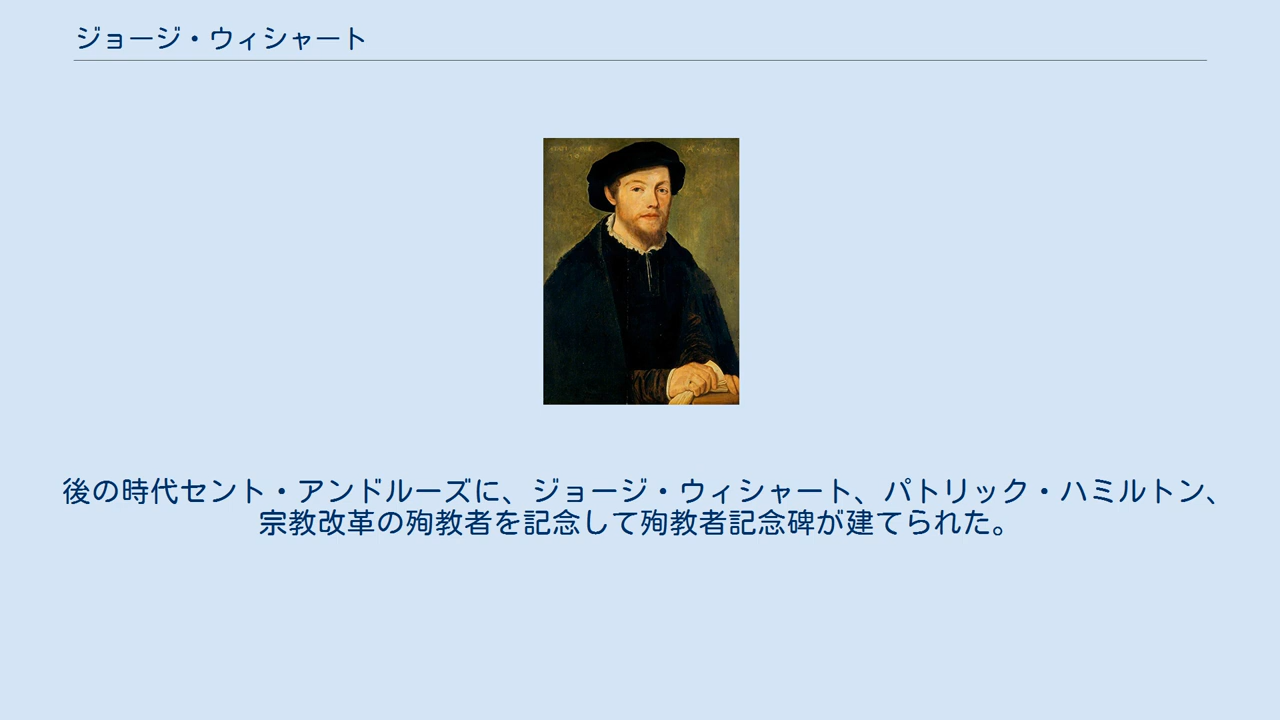 ジョージ・ウィシャート
後の時代セント・アンドルーズに、ジョージ・ウィシャート、パトリック・ハミルトン、
宗教改革の殉教者を記念して殉教者記念碑が建てられた。